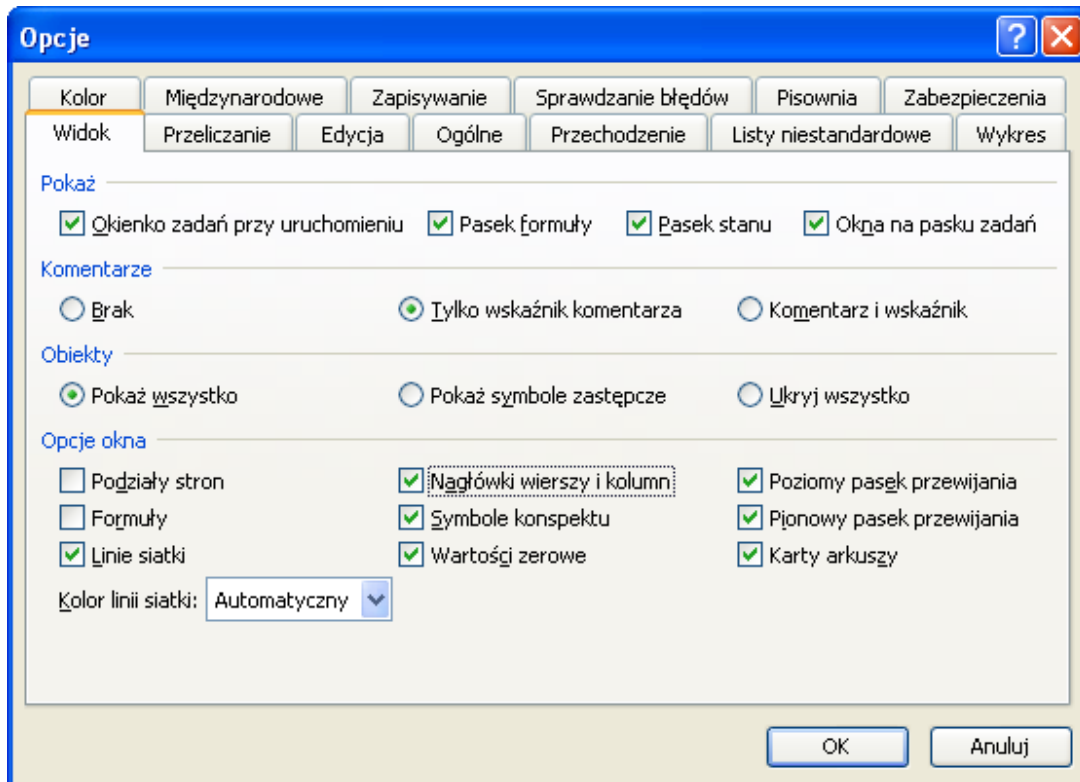 Opcje
Kolor Międzynarodowe Zapisywanie Sprawdzanie błędów Pisownia Zabezpieczenia
Widok Przeliczanie Edycja Ogólne Przechodzenie Listy niestandardowe Wykres
Pokaż
Okienko zadań przy uruchomieniu Pasek formuły Pasek stanu Okna na pasku zadań
Komentarze
Brak Tylko wskaźnik komentarza Komentarz i wskaźnik
Obiekty
Pokaż wszystko Pokaż symbole zastępcze Ukryj wszystko
Opcje okna
Podziały stron Nagłówki wierszy i kolumn Poziomy pasek przewijania
Formuły Symbole konspektu Pionowy pasek przewijania
Linie siatki Wartości zerowe Karty arkuszy
Kolor linii siatki: Automatyczny
OK Anuluj